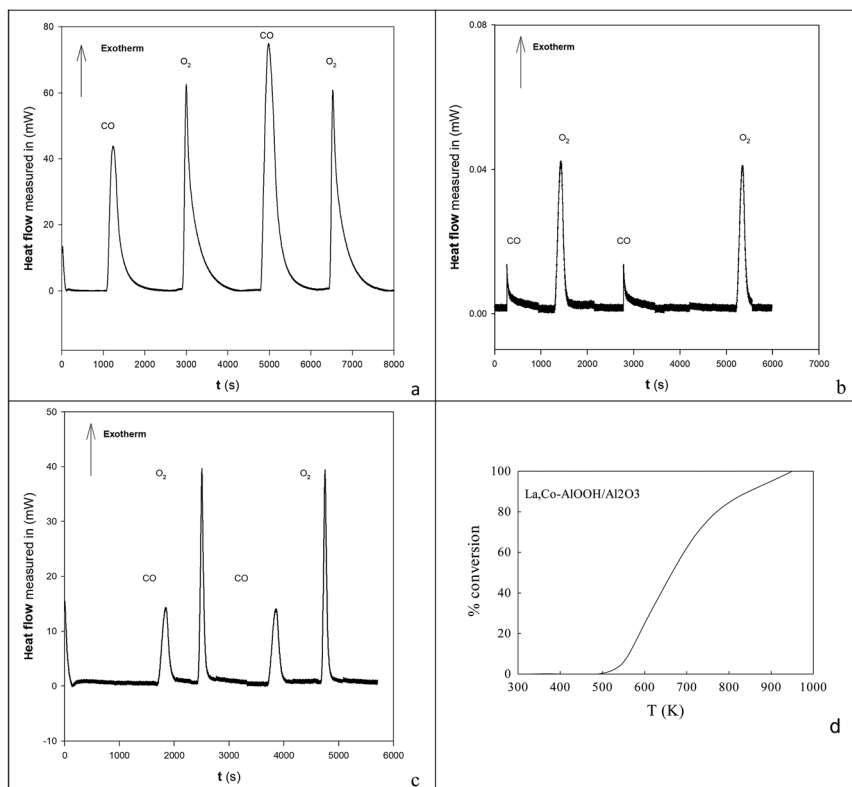 80
60
40
20
0
Heat flow measured in (mW)
Exotherm
CO
O2
CO
O2
0 1000 2000 3000 4000 5000 6000 7000 8000
t (s)
a
0.08
0.04
0.00
Heat flow measured in (mW)
Exotherm
CO
O2
CO
O2
0 1000 2000 3000 4000 5000 6000 7000
t (s)
b
50
40
30
20
10
0
-10
Heat flow measured in (mW)
Exotherm
O2
O2
CO
CO
0 1000 2000 3000 4000 5000 6000
t (s)
c
100
80
60
40
20
0
% conversion
La,Co-AlOOH/Al2O3
300 400 500 600 700 800 900 1000
T (K)
d